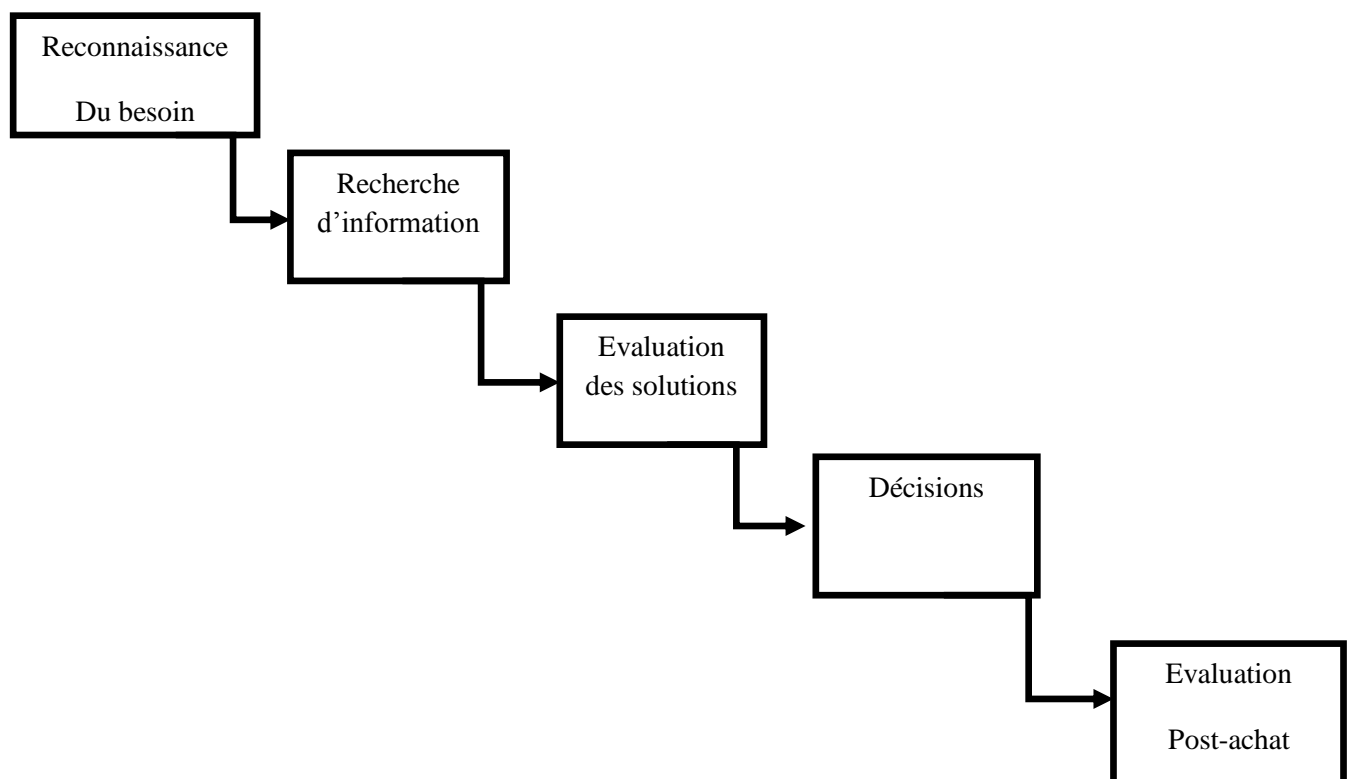 Reconnaissance
Du besoin
Recherche
d’information
Evaluation
des solutions
Décisions
Evaluation
Post-achat